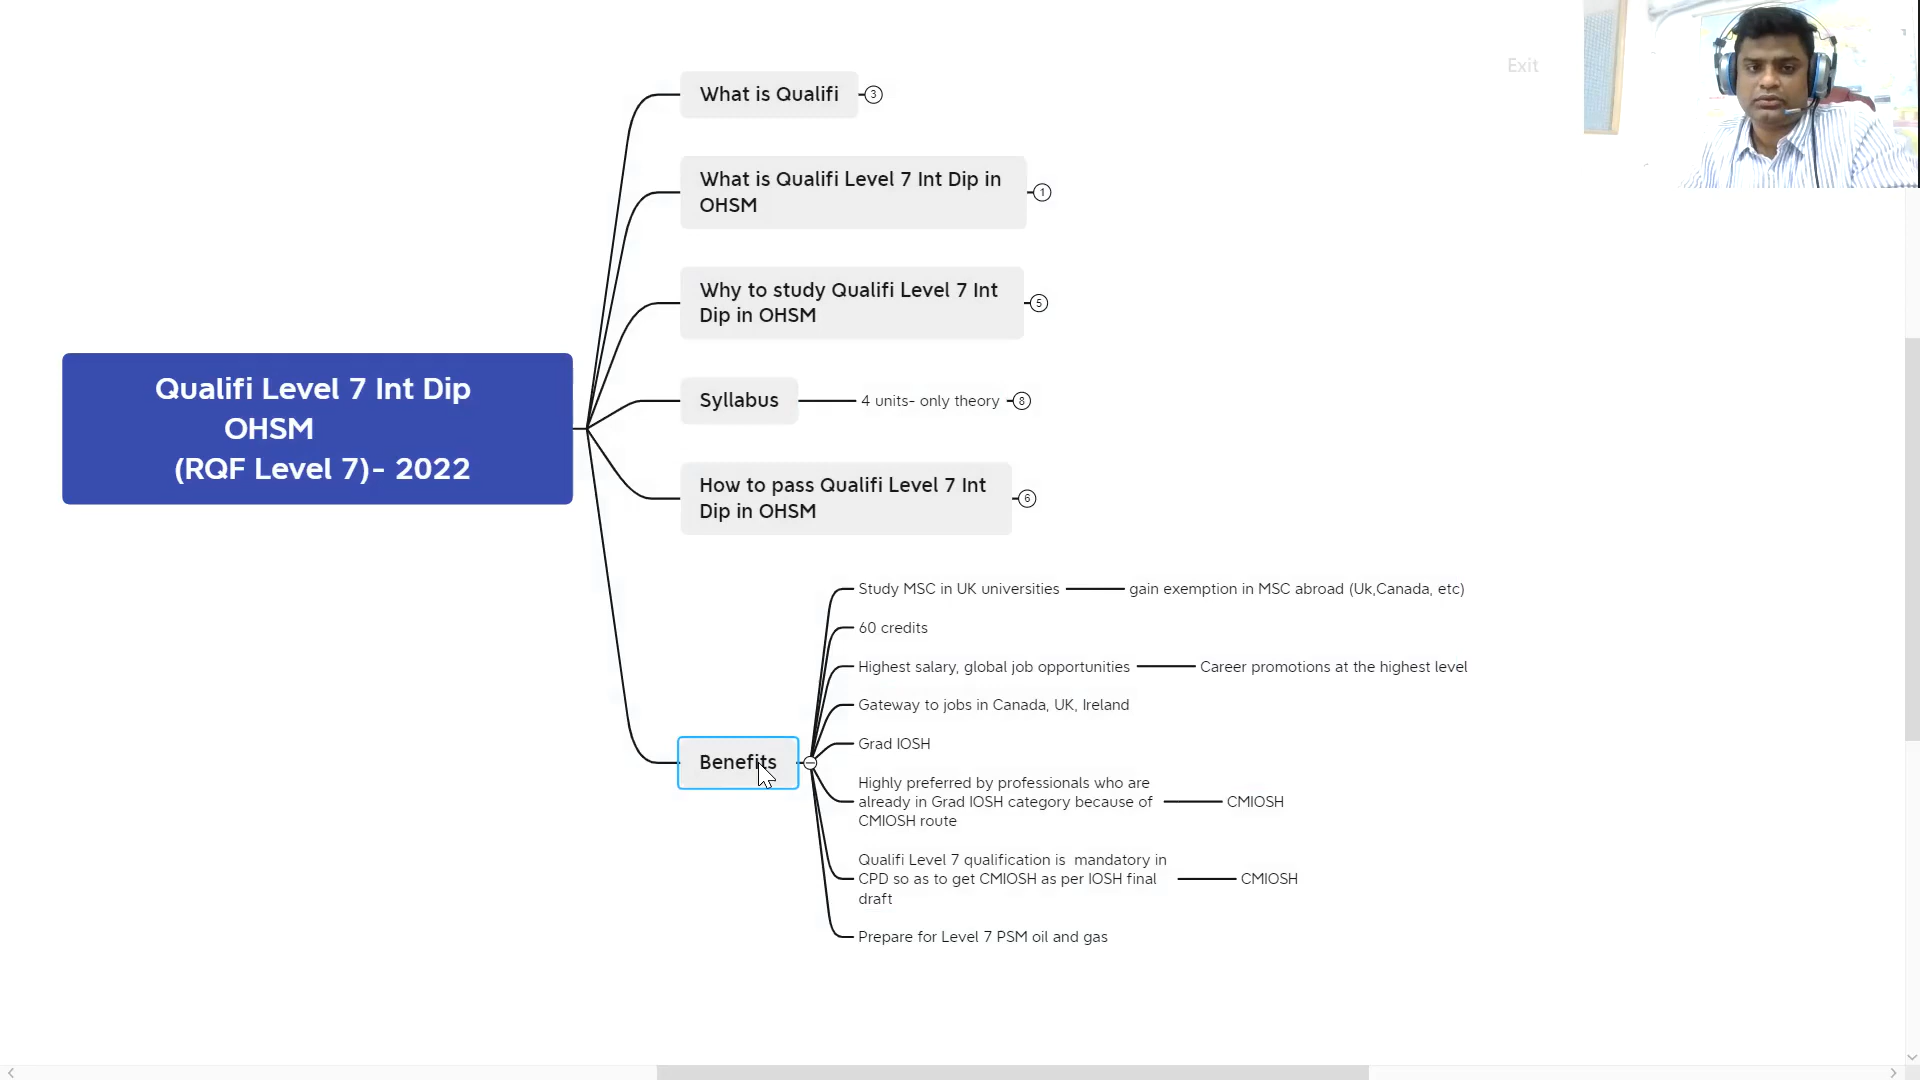 Exit
What is Qualifi
3
What is Qualifi Level 7 Int Dip in
OHSM
1
Why to study Qualifi Level 7 Int
Dip in OHSM
5
Qualifi Level 7 Int Dip
OHSM
(RQF Level 7)- 2022
Syllabus
4 units- only theory
8
How to pass Qualifi Level 7 Int
Dip in OHSM
6
Benefits
Study MSC in UK universities
gain exemption in MSC abroad (Uk,Canada, etc)
60 credits
Highest salary, global job opportunities
Career promotions at the highest level
Gateway to jobs in Canada, UK, Ireland
Grad IOSH
Highly preferred by professionals who are
already in Grad IOSH category because of
CMIOSH route
CMIOSH
Qualifi Level 7 qualification is  mandatory in
CPD so as to get CMIOSH as per IOSH final
draft
CMIOSH
Prepare for Level 7 PSM oil and gas